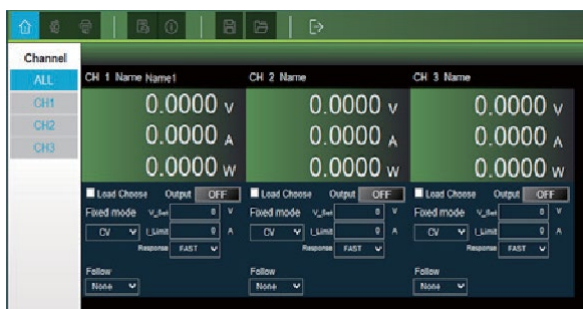 Channel
ALL
CH1
CH2
CH3
CH 1 Name Name1
0.0000 V
0.0000 A
0.0000 W
Load Choose Output OFF
Fixed mode V_Set 0 V
CV I_Limit 0 A
Response FAST
Follow
None
CH 2 Name
0.0000 V
0.0000 A
0.0000 W
Load Choose Output OFF
Fixed mode V_Set 0 V
CV I_Limit 0 A
Response FAST
Follow
None
CH 3 Name
0.0000 V
0.0000 A
0.0000 W
Load Choose Output OFF
Fixed mode V_Set 0 V
CV I_Limit 0 A
Response FAST
Follow
None